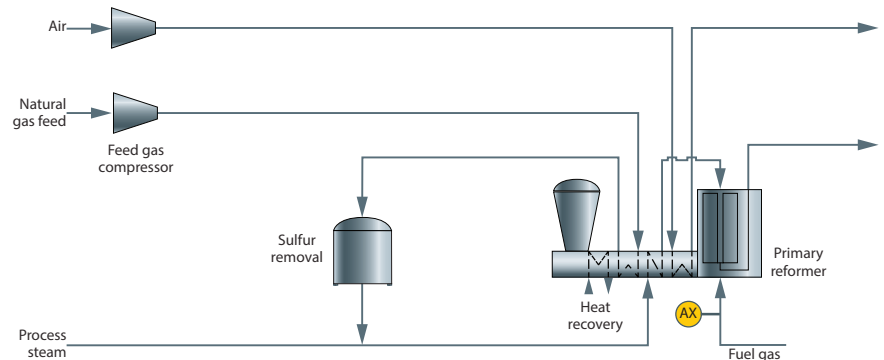 Air
Natural
gas feed
Feed gas
compressor
Sulfur
removal
Primary
reformer
Heat
recovery
AX
Process
steam
Fuel gas